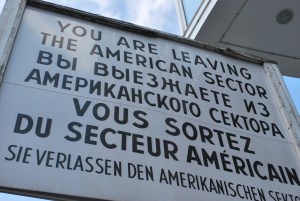 YOU ARE LEAVING
THE AMERICAN SECTOR
ВЫ ВЫЕЗЖАЕТЕ ИЗ
АМЕРИКАНСКОГО СЕКТОРА
VOUS SORTEZ
DU SECTEUR AMÉRICAIN
SIE VERLASSEN DEN AMERIKANISCHEN SEKTO